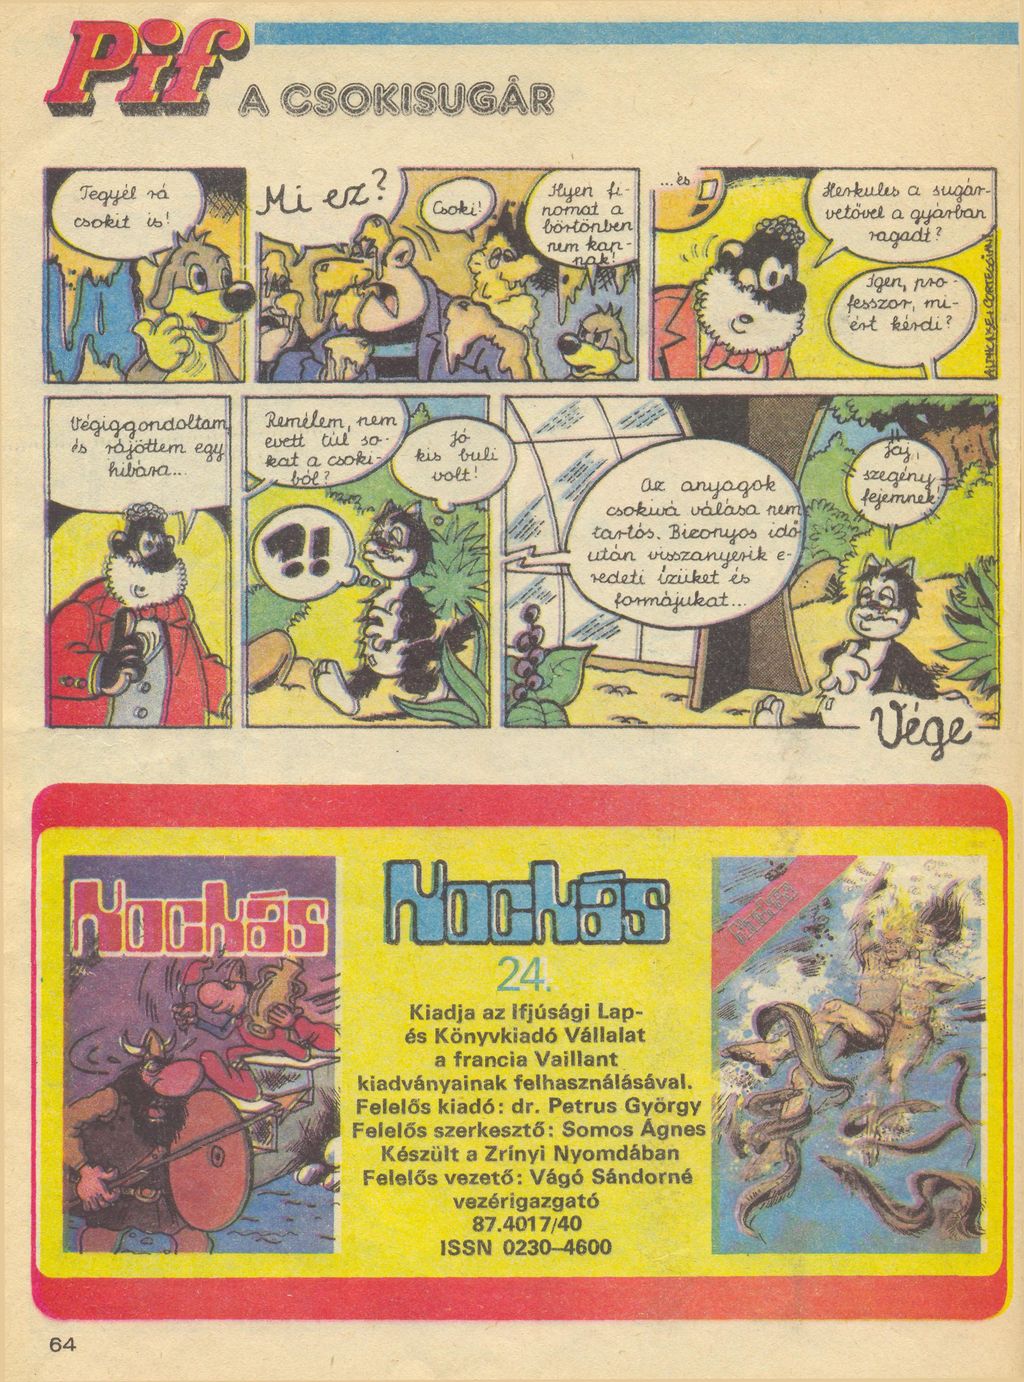 Pif
A CSOKISUGÁR
Tegyél rá
csokit is!
Mi ez?
Csoki!
Ilyen fi-
nomat a
börtönben
nem kap-
nak!
...és
Herkules a sugár-
vetővel a gyárban
ragadt?
Igen, pro-
fesszor, mi-
ért kérdi?
Végiggondoltam
és rájöttem egy
hibára...
Remélem, nem
evett túl so-
kat a csoki-
ból?
Jó
kis buli
volt!
?!
Az anyagok
csokivá válása nem
tartós. Bizonyos idő
után visszanyerik e-
redeti ízüket és
formájukat...
Jaj,
szegény
fejemnek!
Vége
Kockás
24.
Kockás
24.
Kiadja az Ifjúsági Lap-
és Könyvkiadó Vállalat
a francia Vaillant
kiadványainak felhasználásával.
Felelős kiadó: dr. Petrus György
Felelős szerkesztő: Somos Ágnes
Készült a Zrínyi Nyomdában
Felelős vezető: Vágó Sándorné
vezérigazgató
87.4017/40
ISSN 0230–4600
Kockás
64